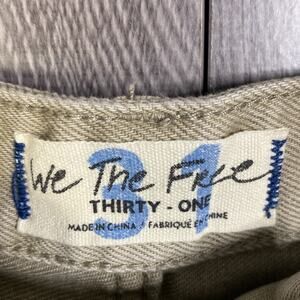 We The Free
31
THIRTY - ONE
MADE IN CHINA / FABRIQUÉ EN CHINE